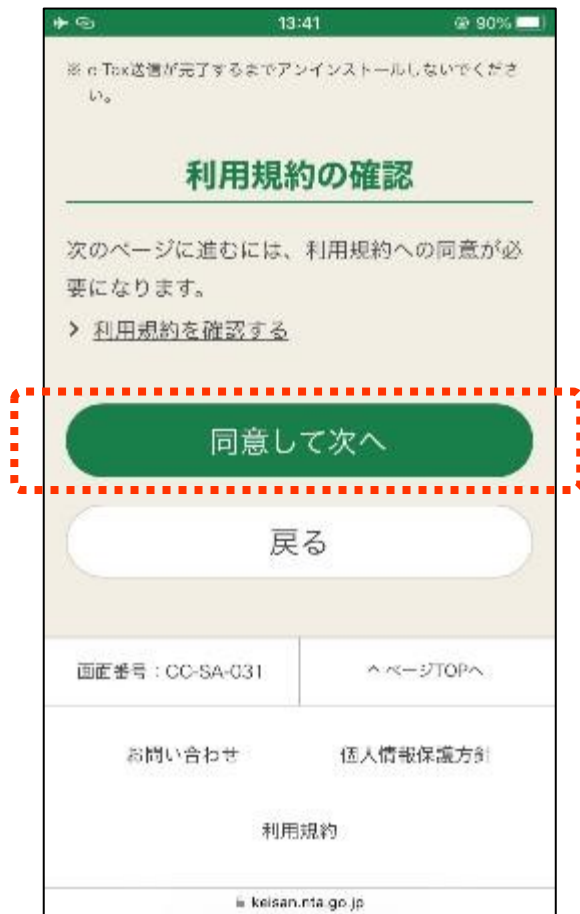 13:41
90%
※ e-Tax送信が完了するまでアンインストールしないでくださ
い。
利用規約の確認
次のページに進むには、利用規約への同意が必
要になります。
> 利用規約を確認する
同意して次へ
戻る
画面番号：CC-SA-031
^ ページTOPへ
お問い合わせ
個人情報保護方針
利用規約
keisan.nta.go.jp